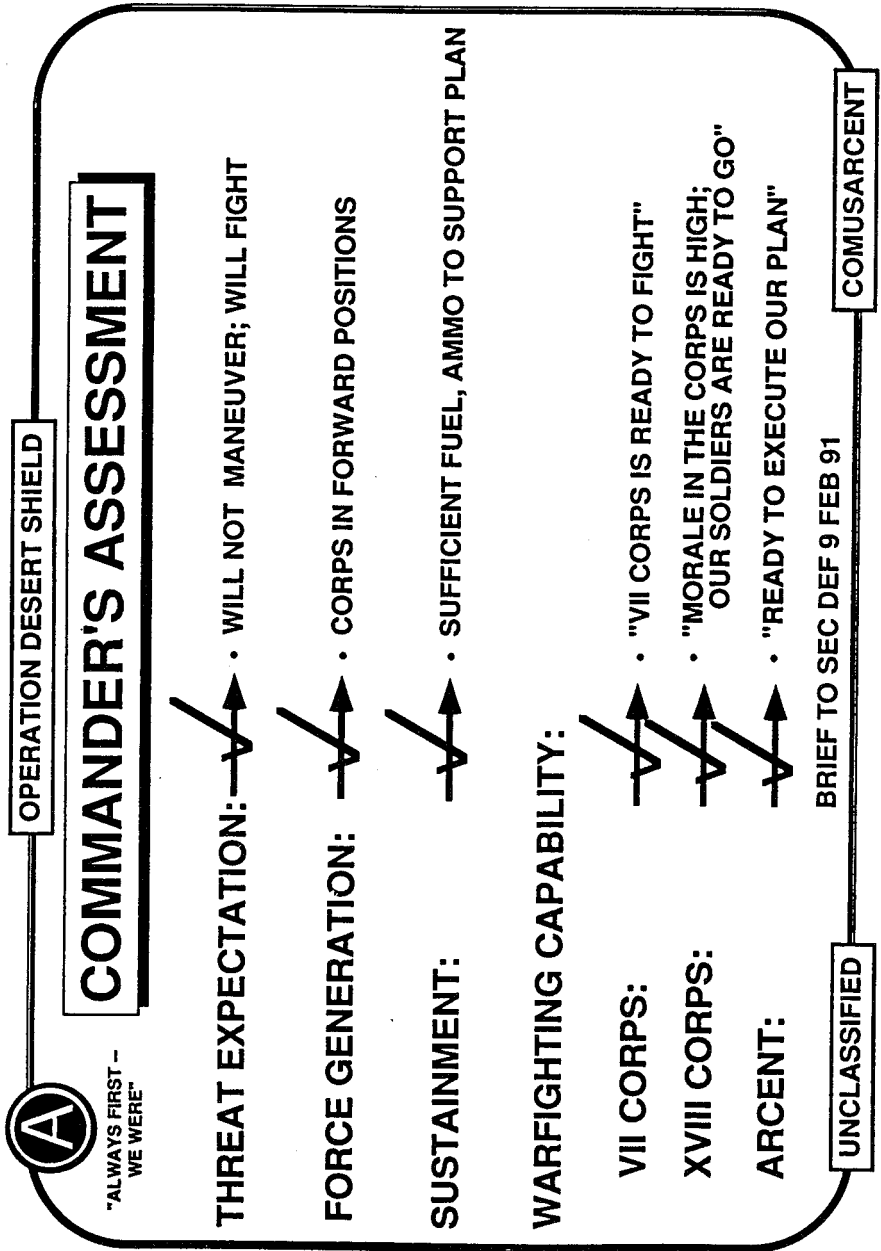 OPERATION DESERT SHIELD
A
"ALWAYS FIRST –
WE WERE"
COMMANDER'S ASSESSMENT
THREAT EXPECTATION: • WILL NOT MANEUVER; WILL FIGHT
FORCE GENERATION: • CORPS IN FORWARD POSITIONS
SUSTAINMENT: • SUFFICIENT FUEL, AMMO TO SUPPORT PLAN
WARFIGHTING CAPABILITY:
VII CORPS: • "VII CORPS IS READY TO FIGHT"
XVIII CORPS: • "MORALE IN THE CORPS IS HIGH;
OUR SOLDIERS ARE READY TO GO"
ARCENT: • "READY TO EXECUTE OUR PLAN"
BRIEF TO SEC DEF 9 FEB 91
UNCLASSIFIED
COMUSARCENT